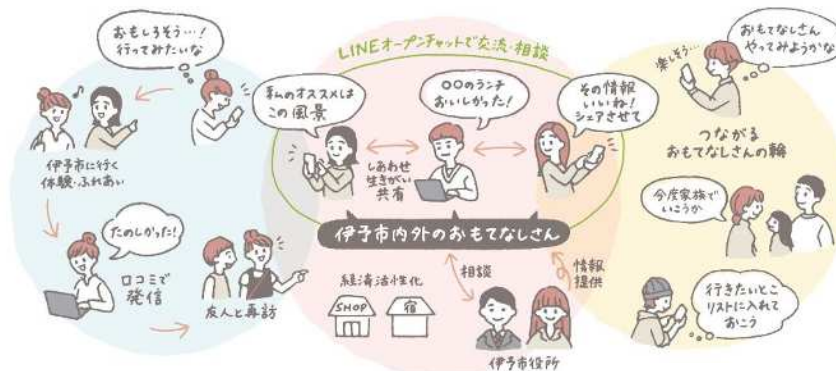 おもしろそう…!
行ってみたいな
伊予市に行く
体験・ふれあい
たのしかった!
口コミで
発信
友人と再訪
LINEオープンチャットで交流・相談
私のオススメは
この風景
〇〇のランチ
おいしかった!
その情報
いいね!
シェアさせて
しあわせ
生きがい
共有
伊予市内外のおもてなしさん
経済活性化
SHOP
宿
相談
情報
提供
伊予市役所
おもてなしさん
やってみようかな
楽しそう…
つながる
おもてなしさんの輪
今度家族で
いこうか
行きたいとこ
リストに入れて
おこう